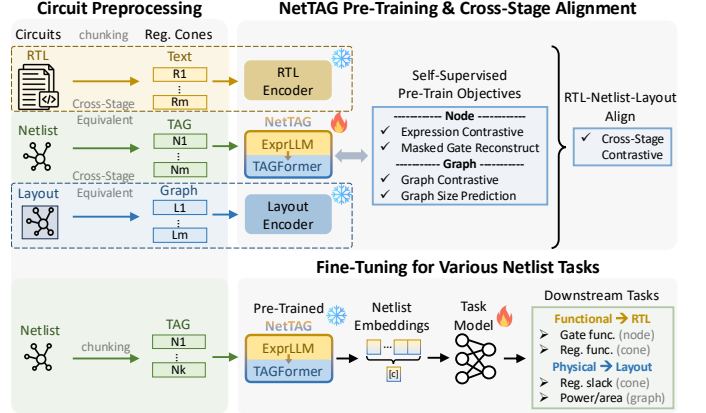 Circuit Preprocessing
NetTAG Pre-Training & Cross-Stage Alignment
Circuits
chunking
Reg. Cones
RTL
Text
R1
⋮
Rm
RTL
Encoder
Cross-Stage
Equivalent
Netlist
TAG
N1
⋮
Nm
NetTAG
ExprLLM
TAGFormer
Cross-Stage
Equivalent
Layout
Graph
L1
⋮
Lm
Layout
Encoder
Self-Supervised
Pre-Train Objectives
------------ Node ------------
✓ Expression Contrastive
✓ Masked Gate Reconstruct
----------- Graph -----------
✓ Graph Contrastive
✓ Graph Size Prediction
RTL-Netlist-Layout
Align
✓ Cross-Stage
Contrastive
Fine-Tuning for Various Netlist Tasks
Netlist
chunking
TAG
N1
⋮
Nk
Pre-Trained
NetTAG
ExprLLM
TAGFormer
Netlist
Embeddings
...
[c]
Task
Model
Downstream Tasks
Functional → RTL
➢ Gate func. (node)
➢ Reg. func. (cone)
Physical → Layout
➢ Reg. slack (cone)
➢ Power/area (graph)